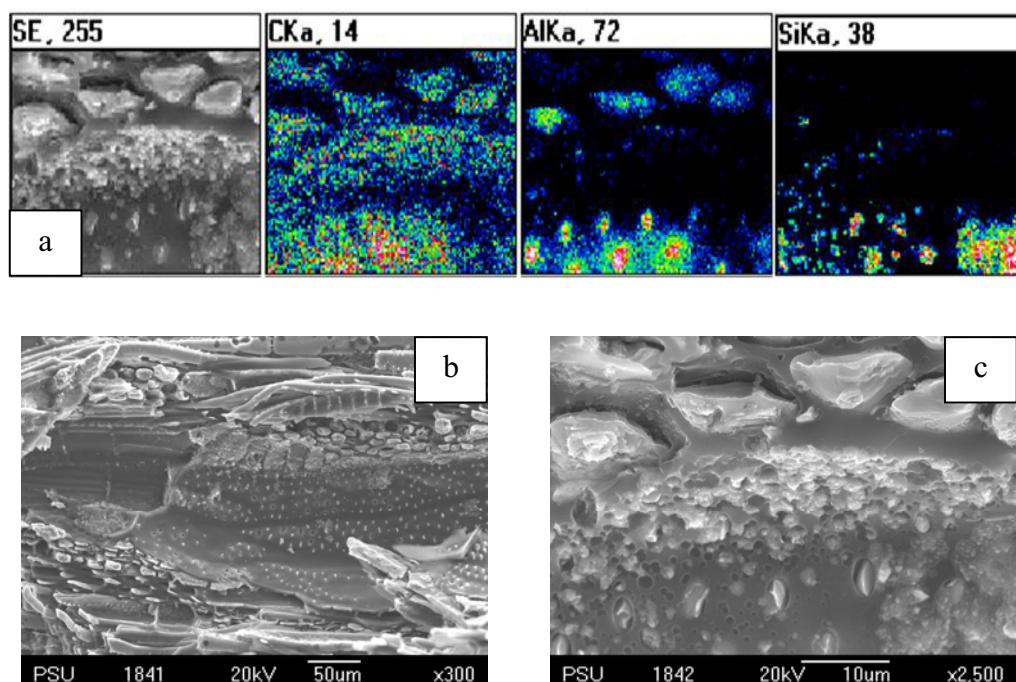 SE, 255 CKa, 14 AlKa, 72 SiKa, 38
a
b c
PSU 1841 20kV 50um x300
PSU 1842 20kV 10um x2,500